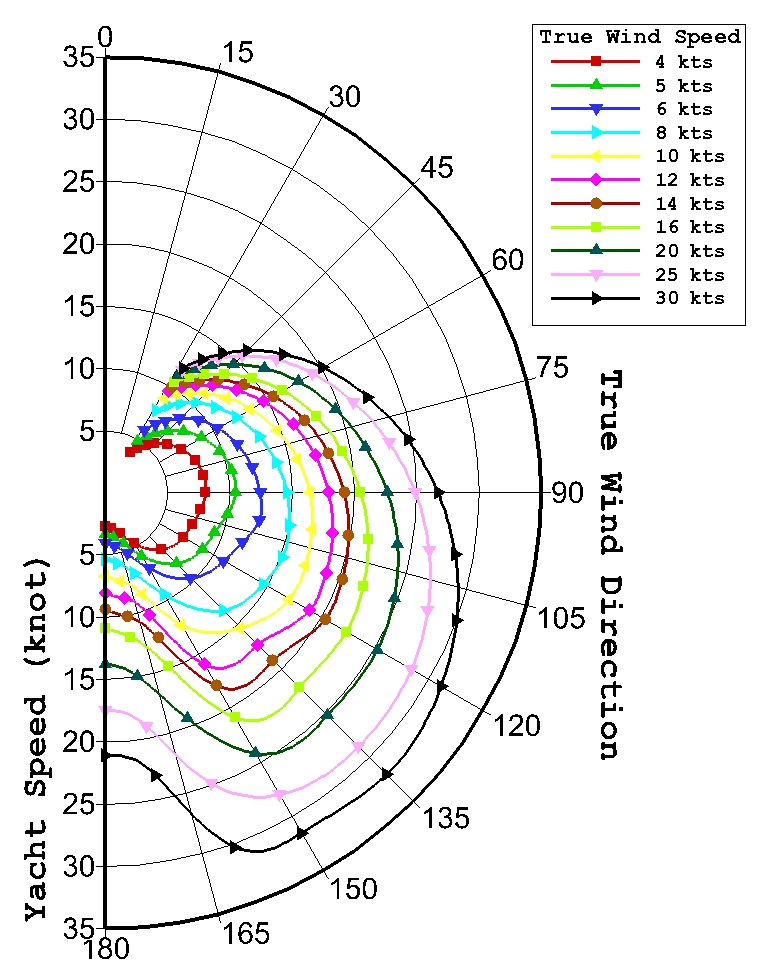 0
15
30
45
60
75
90
105
120
135
150
165
180
35
30
25
20
15
10
5
5
10
15
20
25
30
35
Yacht Speed (knot)
True Wind Direction
True Wind Speed
4 kts
5 kts
6 kts
8 kts
10 kts
12 kts
14 kts
16 kts
20 kts
25 kts
30 kts